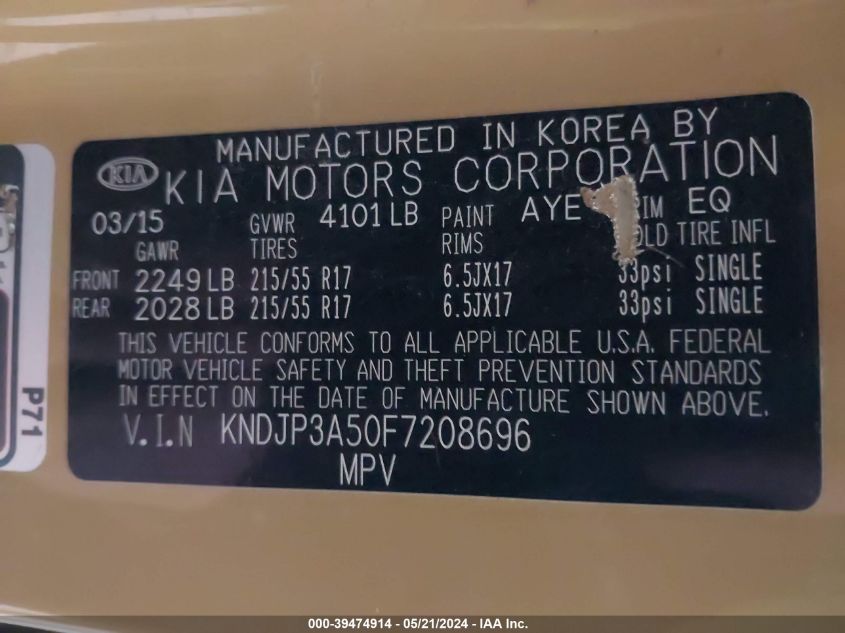 MANUFACTURED IN KOREA BY
KIA KIA MOTORS CORPORATION
03/15 GVWR 4101 LB PAINT AYE EQ
GAWR TIRES RIMS TIRE INFL
FRONT 2249 LB 215/55 R17 6.5JX17 33psi SINGLE
REAR 2028 LB 215/55 R17 6.5JX17 33psi SINGLE
THIS VEHICLE CONFORMS TO ALL APPLICABLE U.S.A. FEDERAL
MOTOR VEHICLE SAFETY AND THEFT PREVENTION STANDARDS
IN EFFECT ON THE DATE OF MANUFACTURE SHOWN ABOVE.
V.I.N KNDJP3A50F7208696
MPV
P71
000-39474914 - 05/21/2024 - IAA Inc.